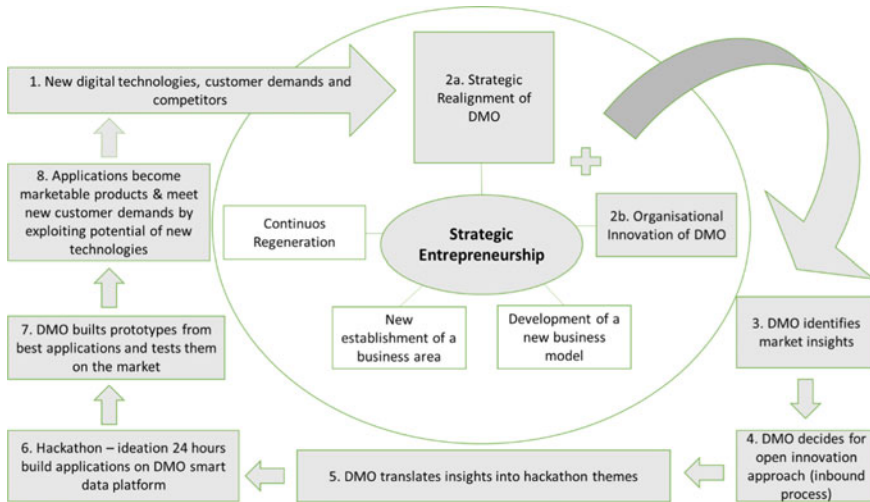 1. New digital technologies, customer demands and
competitors
2a. Strategic
Realignment of
DMO
8. Applications become
marketable products & meet
new customer demands by
exploiting potential of new
technologies
Continuos
Regeneration
Strategic
Entrepreneurship
2b. Organisational
Innovation of DMO
New
establishment of a
business area
Development of a
new business
model
3. DMO identifies
market insights
7. DMO builts prototypes from
best applications and tests them
on the market
4. DMO decides for
open innovation
approach (inbound
process)
5. DMO translates insights into hackathon themes
6. Hackathon – ideation 24 hours
build applications on DMO smart
data platform